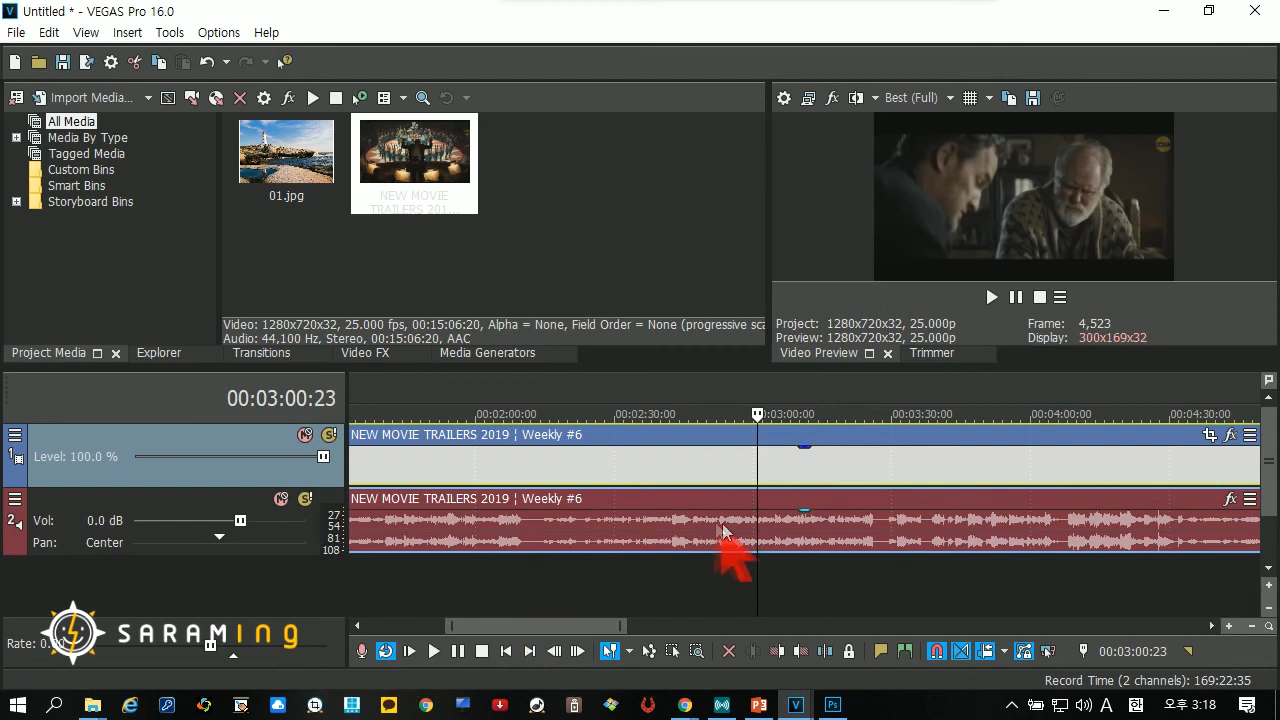 Untitled * - VEGAS Pro 16.0
File Edit View Insert Tools Options Help
Import Media... Best (Full)
All Media
Media By Type
Tagged Media
Custom Bins
Smart Bins
Storyboard Bins
01.jpg
NEW MOVIE
TRAILERS 201...
Video: 1280x720x32, 25.000 fps, 00:15:06:20, Alpha = None, Field Order = None (progressive sca
Audio: 44,100 Hz, Stereo, 00:15:06:20, AAC
Project: 1280x720x32, 25.000p Frame: 4,523
Preview: 1280x720x32, 25.000p Display: 300x169x32
Project Media Explorer Transitions Video FX Media Generators Video Preview Trimmer
00:03:00:23
00:02:00:00 00:02:30:00 00:03:00:00 00:03:30:00 00:04:00:00 00:04:30:00
NEW MOVIE TRAILERS 2019 ¦ Weekly #6
1 Level: 100.0 %
NEW MOVIE TRAILERS 2019 ¦ Weekly #6
2 Vol: 0.0 dB 27
54
Pan: Center 81
108
SARAMING
Rate: 0.
00:03:00:23
Record Time (2 channels): 169:22:35
A 한 오후 3:18